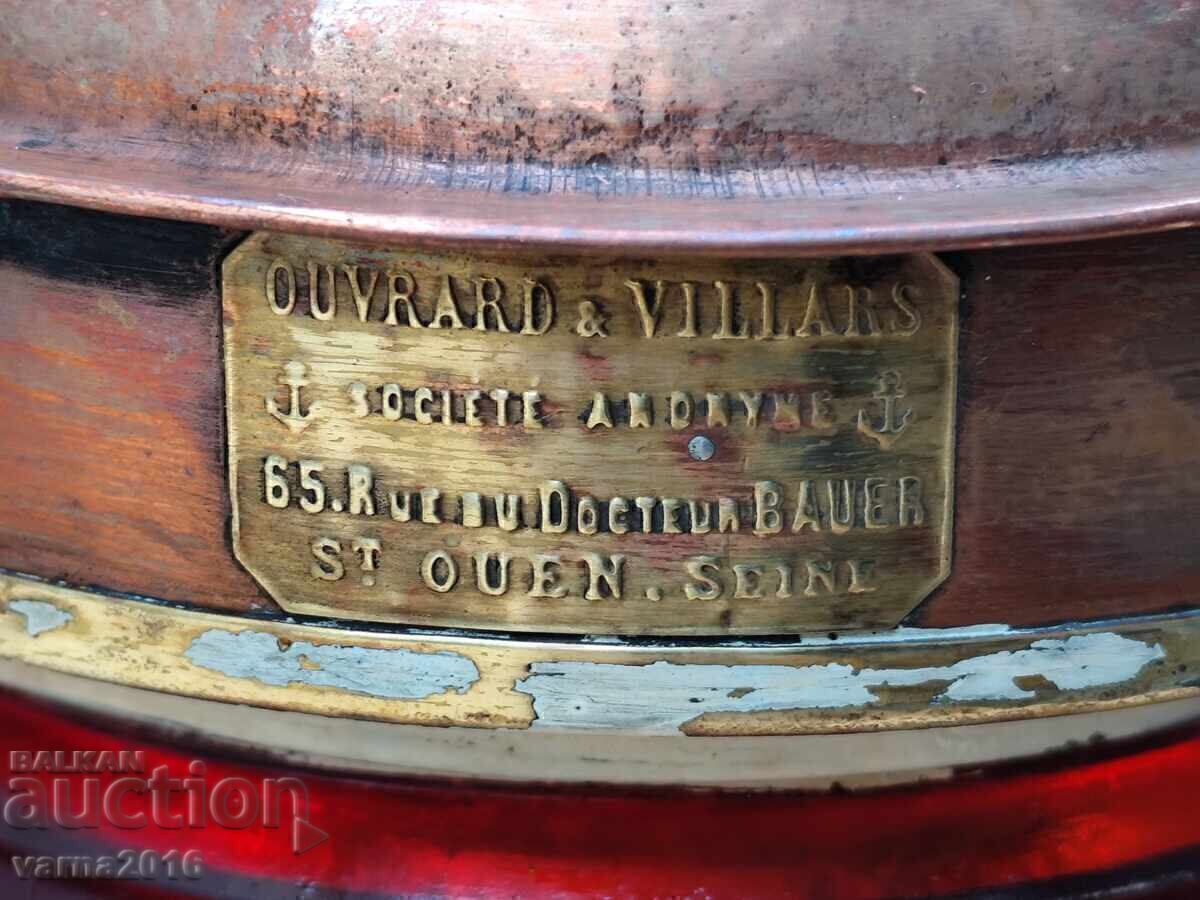 OUVRARD & VILLARS
SOCIÉTÉ ANONYME
65. RUE DU DOCTEUR BAUER
ST OUEN. SEINE
BALKAN
auction
varna2016